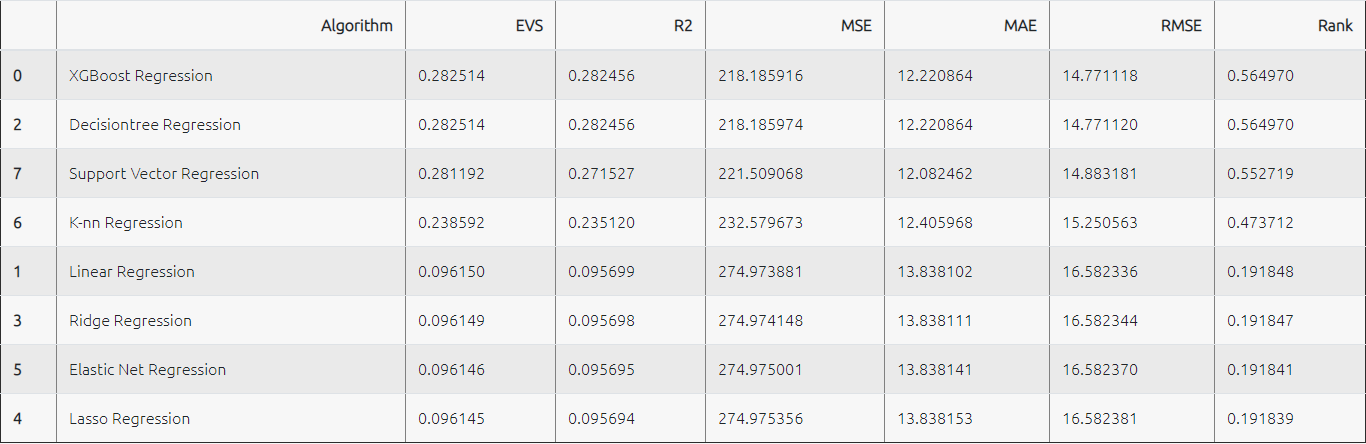 Algorithm EVS R2 MSE MAE RMSE Rank
0 XGBoost Regression 0.282514 0.282456 218.185916 12.220864 14.771118 0.564970
2 Decisiontree Regression 0.282514 0.282456 218.185974 12.220864 14.771120 0.564970
7 Support Vector Regression 0.281192 0.271527 221.509068 12.082462 14.883181 0.552719
6 K-nn Regression 0.238592 0.235120 232.579673 12.405968 15.250563 0.473712
1 Linear Regression 0.096150 0.095699 274.973881 13.838102 16.582336 0.191848
3 Ridge Regression 0.096149 0.095698 274.974148 13.838111 16.582344 0.191847
5 Elastic Net Regression 0.096146 0.095695 274.975001 13.838141 16.582370 0.191841
4 Lasso Regression 0.096145 0.095694 274.975356 13.838153 16.582381 0.191839